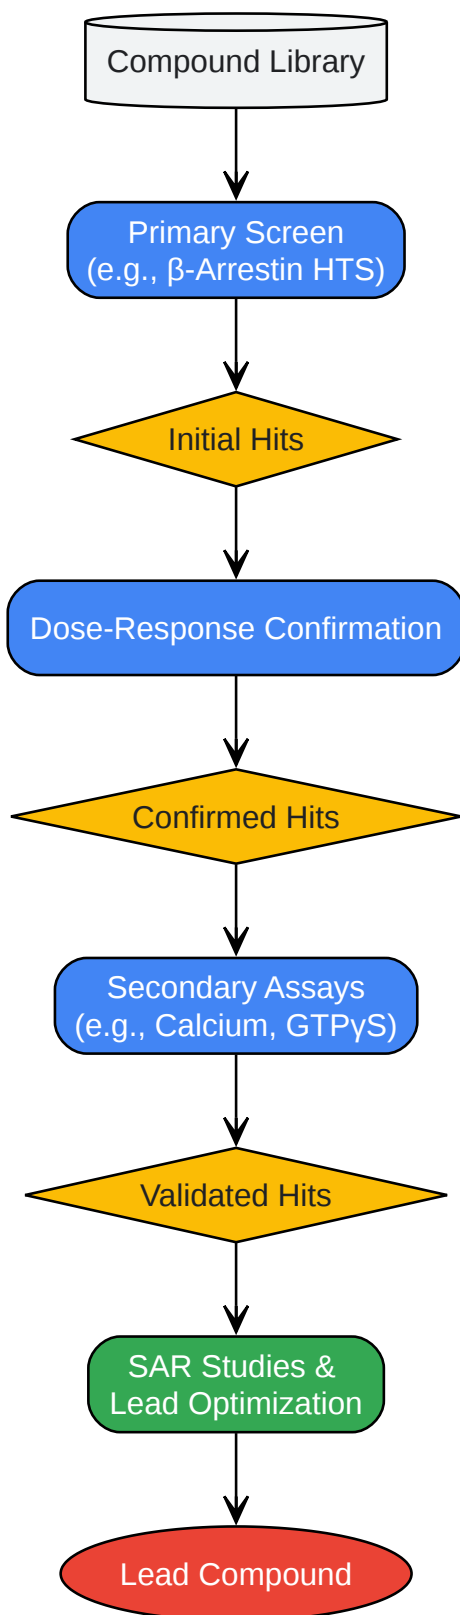 Compound Library
Primary Screen
(e.g., β-Arrestin HTS)
Initial Hits
Dose-Response Confirmation
Confirmed Hits
Secondary Assays
(e.g., Calcium, GTPγS)
Validated Hits
SAR Studies &
Lead Optimization
Lead Compound